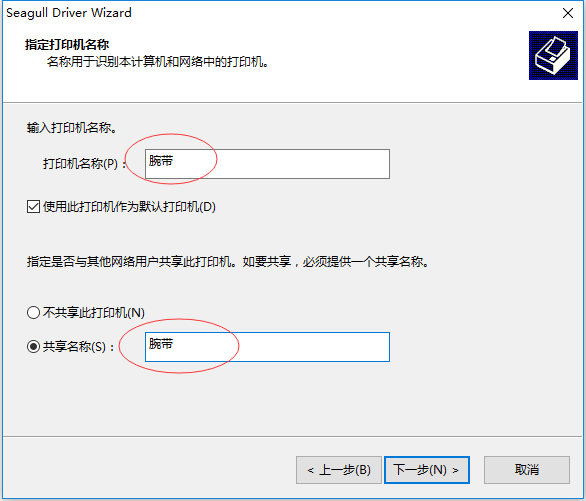 Seagull Driver Wizard
指定打印机名称
名称用于识别本计算机和网络中的打印机。
输入打印机名称。
打印机名称(P)： 腕带
使用此打印机作为默认打印机(D)
指定是否与其他网络用户共享此打印机。如要共享，必须提供一个共享名称。
不共享此打印机(N)
共享名称(S)： 腕带
< 上一步(B) 下一步(N) > 取消